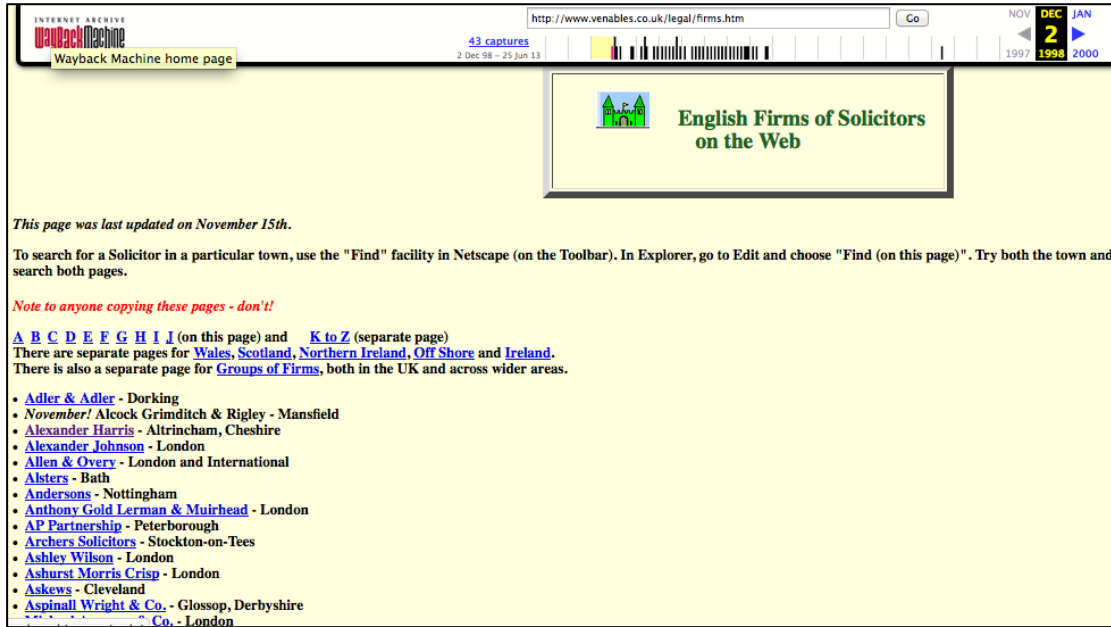 INTERNET ARCHIVE
WayBackMachine
Wayback Machine home page
http://www.venables.co.uk/legal/firms.htm
Go
43 captures
2 Dec 98 – 25 Jun 13
NOV DEC JAN
2
1997 1998 2000
English Firms of Solicitors
on the Web
This page was last updated on November 15th.
To search for a Solicitor in a particular town, use the "Find" facility in Netscape (on the Toolbar). In Explorer, go to Edit and choose "Find (on this page)". Try both the town and
search both pages.
Note to anyone copying these pages - don't!
A B C D E F G H I J (on this page) and K to Z (separate page)
There are separate pages for Wales, Scotland, Northern Ireland, Off Shore and Ireland.
There is also a separate page for Groups of Firms, both in the UK and across wider areas.
• Adler & Adler - Dorking
• November! Alcock Grimditch & Rigley - Mansfield
• Alexander Harris - Altrincham, Cheshire
• Alexander Johnson - London
• Allen & Overy - London and International
• Alsters - Bath
• Andersons - Nottingham
• Anthony Gold Lerman & Muirhead - London
• AP Partnership - Peterborough
• Archers Solicitors - Stockton-on-Tees
• Ashley Wilson - London
• Ashurst Morris Crisp - London
• Askews - Cleveland
• Aspinall Wright & Co. - Glossop, Derbyshire
Co. - London